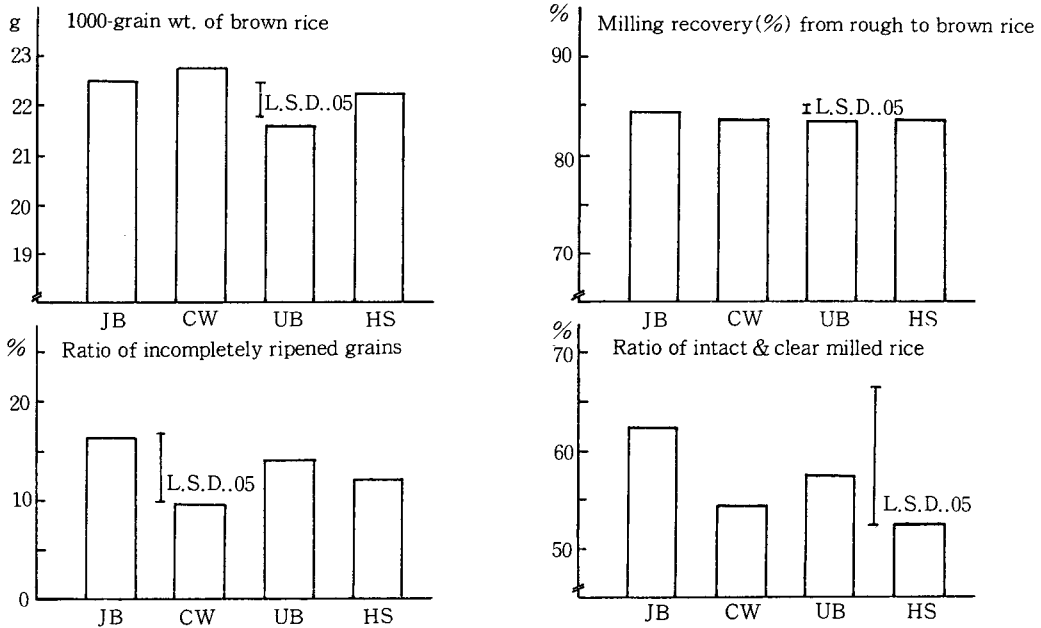 g 1000-grain wt. of brown rice
23
22
21
20
19
L.S.D..05
JB CW UB HS
% Milling recovery(%) from rough to brown rice
90
80
70
L.S.D..05
JB CW UB HS
% Ratio of incompletely ripened grains
20
10
0
L.S.D..05
JB CW UB HS
% Ratio of intact & clear milled rice
70
60
50
L.S.D..05
JB CW UB HS